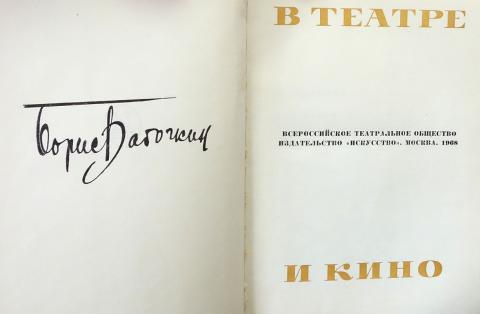 Борис Бабочкин
В ТЕАТРЕ
ВСЕРОССИЙСКОЕ ТЕАТРАЛЬНОЕ ОБЩЕСТВО
ИЗДАТЕЛЬСТВО «ИСКУССТВО». МОСКВА. 1968
И КИНО